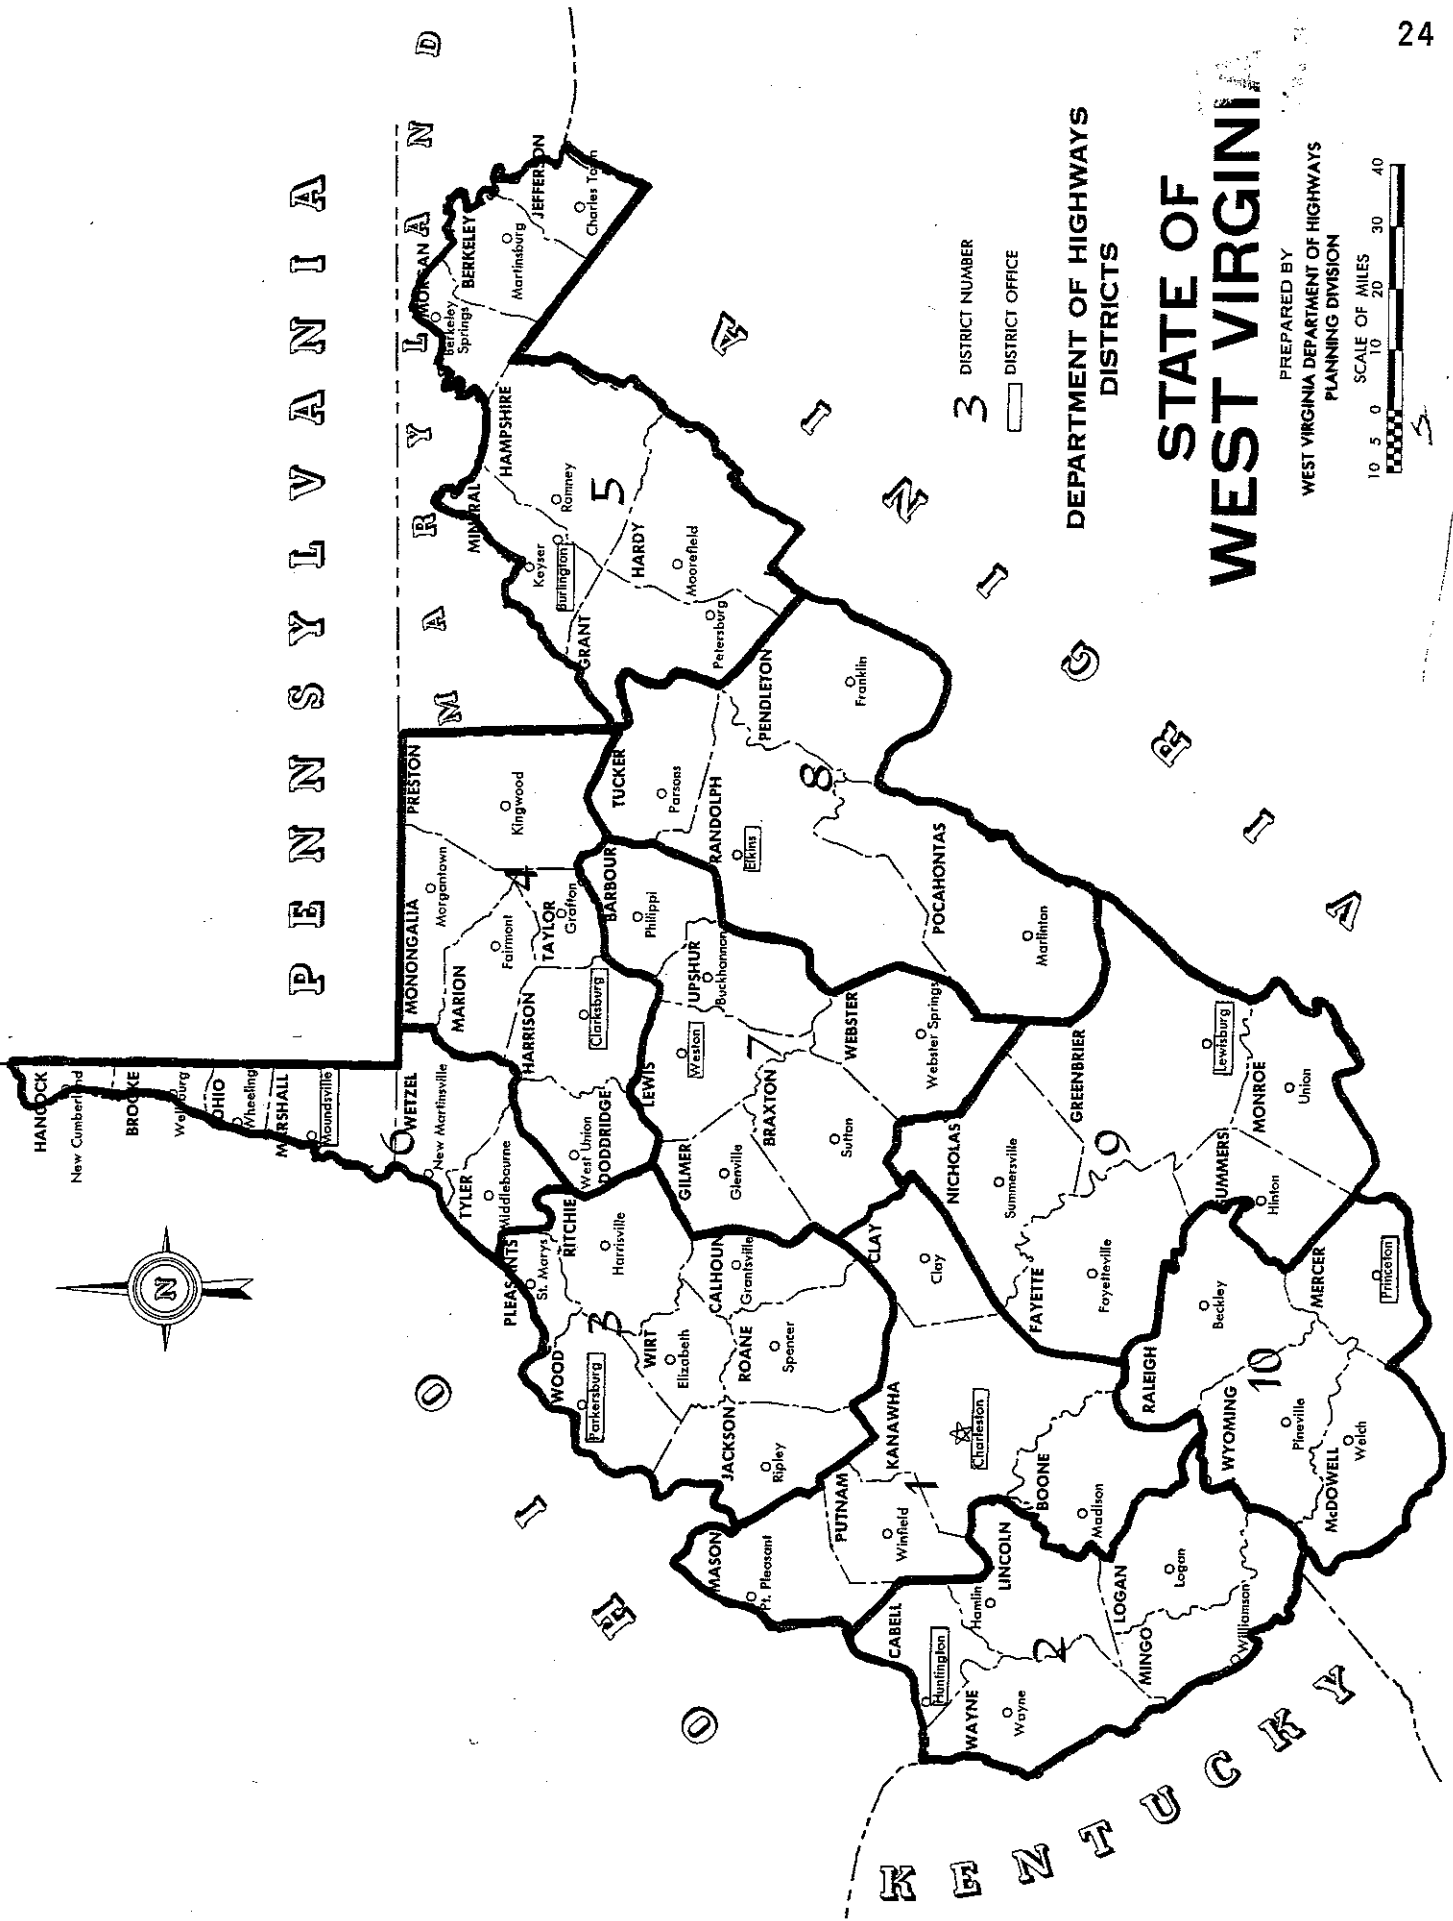 24
PENNSYLVANIA
MARYLAND
OHIO
KENTUCKY
VIRGINIA
N
HANCOCK
BROOKE
OHIO
Wheeling
MARSHALL
Moundsville
6
WETZEL
New Martinsville
TYLER
Middlebourne
MONONGALIA
Morgantown
MARION
Fairmont
PRESTON
Kingwood
4
TAYLOR
Grafton
HARRISON
Clarksburg
DODDRIDGE
West Union
PLEASANTS
St. Marys
RITCHIE
Harrisville
WOOD
Parkersburg
3
WIRT
Elizabeth
CALHOUN
Grantsville
ROANE
Spencer
JACKSON
Ripley
BARBOUR
Philippi
UPSHUR
Buckhannon
LEWIS
Weston
7
GILMER
Glenville
BRAXTON
Sutton
WEBSTER
Webster Springs
TUCKER
Parsons
RANDOLPH
Elkins
PENDLETON
Franklin
8
POCAHONTAS
Marlinton
MORGAN
Berkeley
Springs
BERKELEY
Martinsburg
JEFFERSON
Charles Town
HAMPSHIRE
Romney
MINERAL
Keyser
Burlington
5
HARDY
Moorefield
GRANT
Petersburg
MASON
Pt. Pleasant
PUTNAM
Winfield
1
KANAWHA
Charleston
CLAY
Clay
BOONE
Madison
CABELL
Huntington
LINCOLN
Hamlin
2
WAYNE
Wayne
LOGAN
Logan
MINGO
Williamson
NICHOLAS
Summersville
GREENBRIER
Lewisburg
9
FAYETTE
Fayetteville
SUMMERS
Hinton
MONROE
Union
RALEIGH
Beckley
10
WYOMING
Pineville
McDOWELL
Welch
MERCER
Princeton
3 DISTRICT NUMBER
DISTRICT OFFICE
DEPARTMENT OF HIGHWAYS
DISTRICTS
STATE OF
WEST VIRGINIA
PREPARED BY
WEST VIRGINIA DEPARTMENT OF HIGHWAYS
PLANNING DIVISION
SCALE OF MILES
10 5 0 10 20 30 40